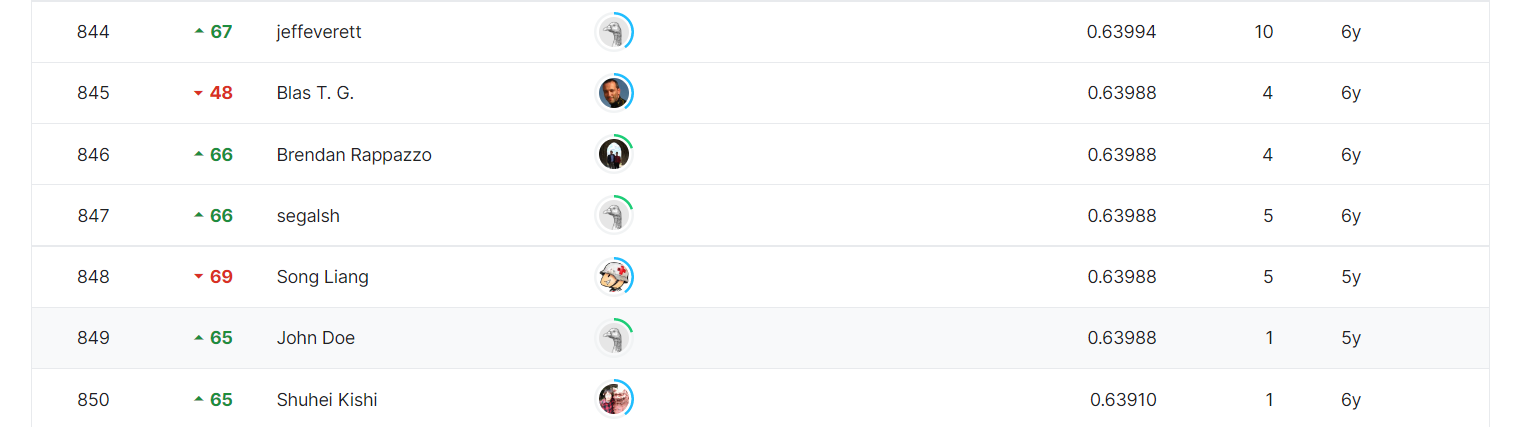 844 67 jeffeverett 0.63994 10 6y
845 48 Blas T. G. 0.63988 4 6y
846 66 Brendan Rappazzo 0.63988 4 6y
847 66 segalsh 0.63988 5 6y
848 69 Song Liang 0.63988 5 5y
849 65 John Doe 0.63988 1 5y
850 65 Shuhei Kishi 0.63910 1 6y